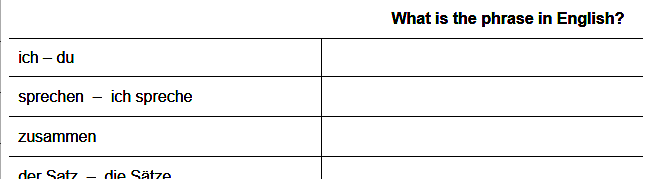 What is the phrase in English?
ich – du
sprechen – ich spreche
zusammen
der Satz – die Sätze